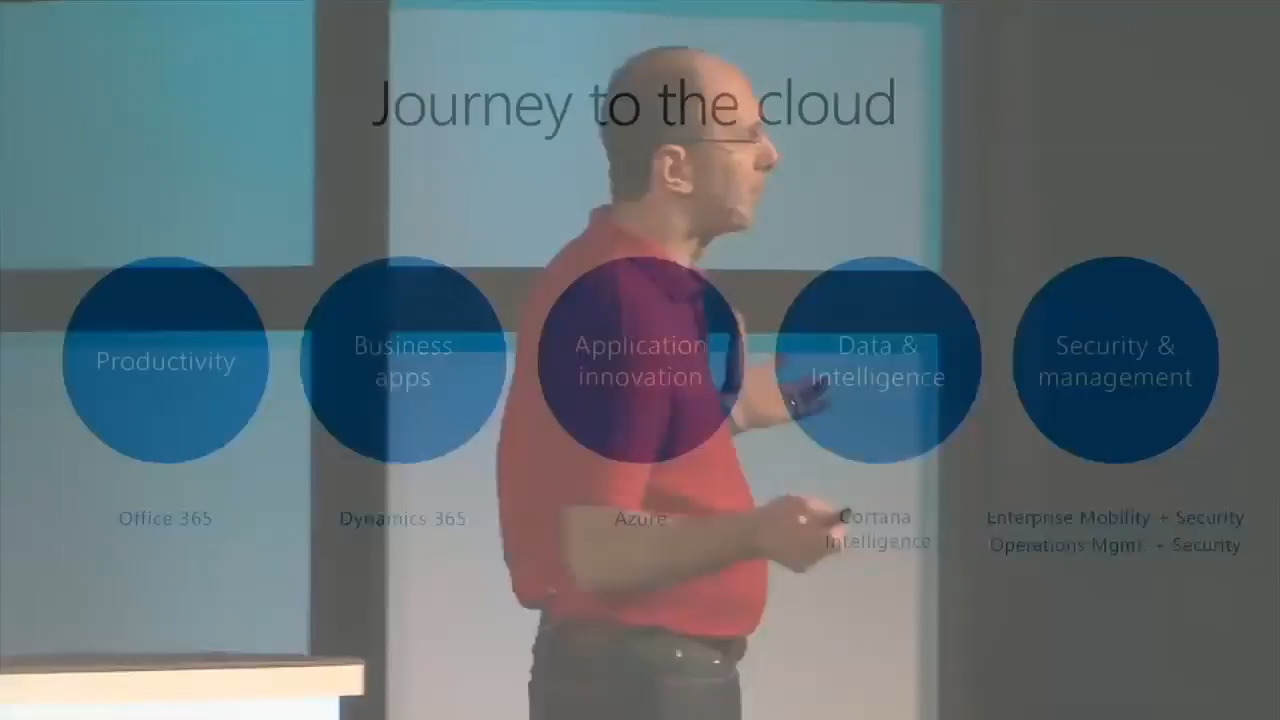 Journey to the cloud
Productivity
Business
apps
Application
innovation
Data &
Intelligence
Security &
management
Office 365
Dynamics 365
Azure
Cortana
Intelligence
Enterprise Mobility + Security
Operations Mgmt + Security